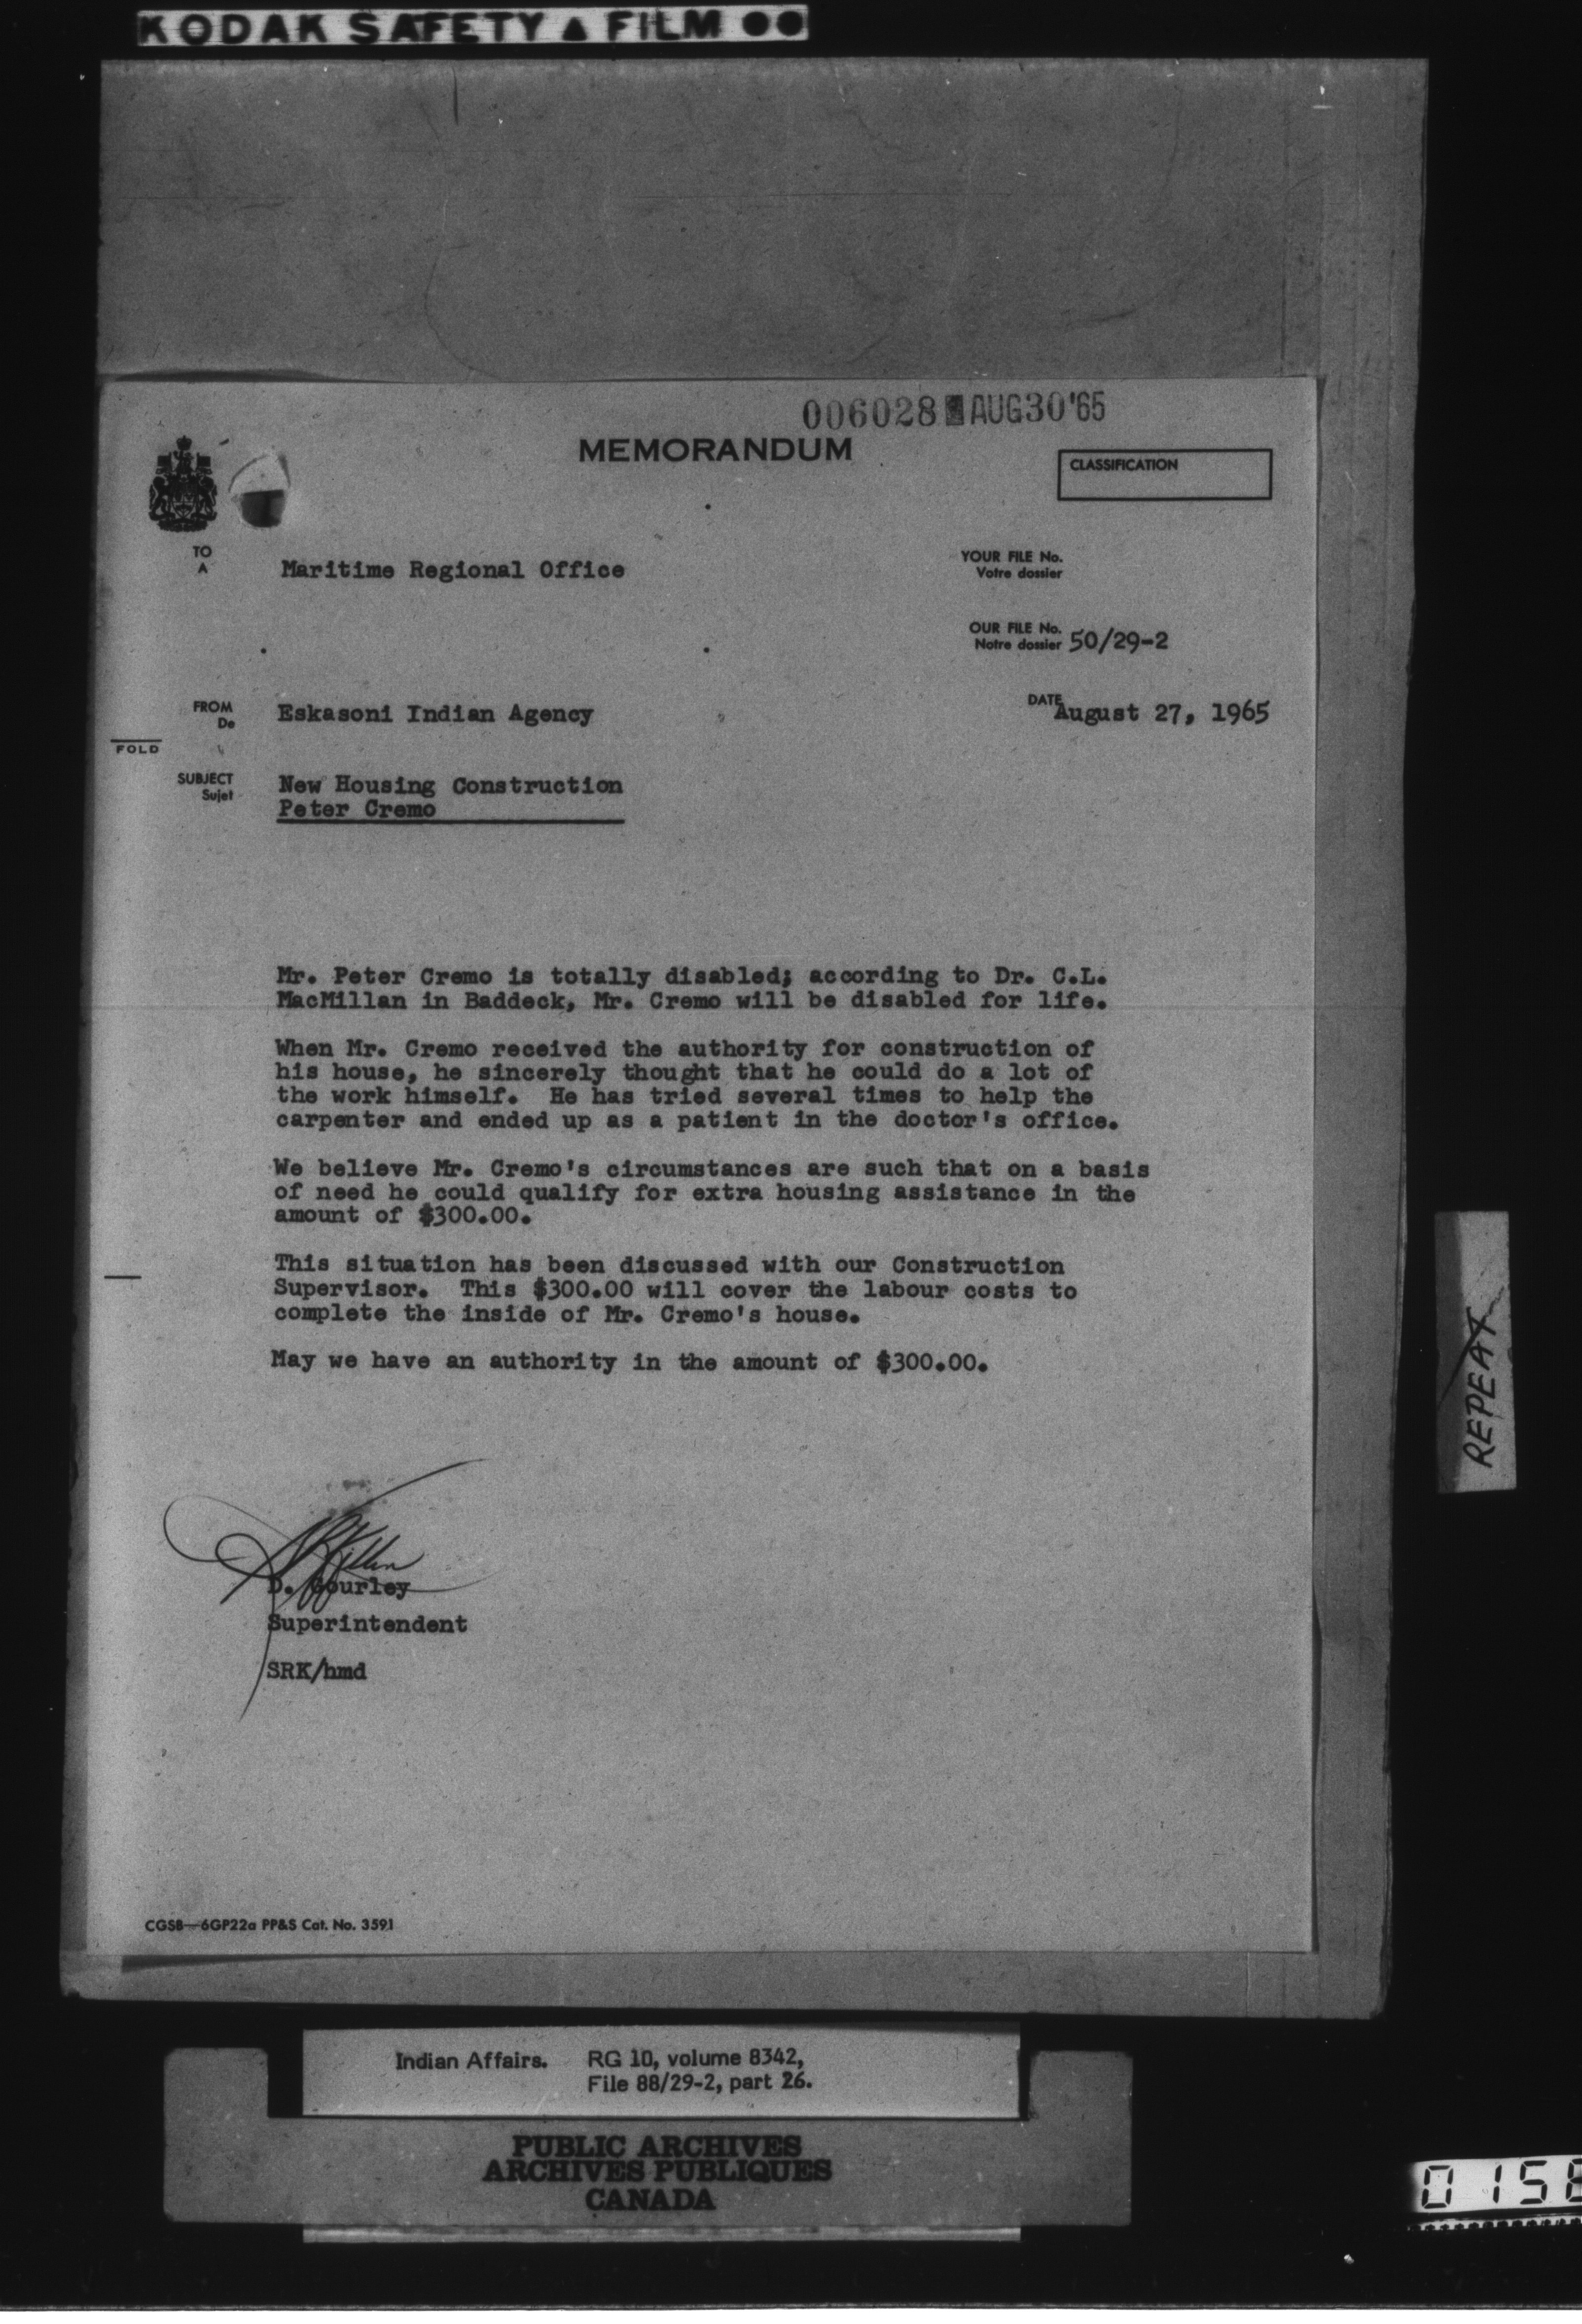 KODAK SAFETY ▲ FILM ●●
006028 AUG30'65
MEMORANDUM
CLASSIFICATION
TO
A
Maritime Regional Office
YOUR FILE No.
Votre dossier
OUR FILE No.
Notre dossier 50/29-2
FROM
De
Eskasoni Indian Agency
DATE
August 27, 1965
FOLD
SUBJECT
Sujet
New Housing Construction
Peter Cremo
Mr. Peter Cremo is totally disabled; according to Dr. C.L.
MacMillan in Baddeck, Mr. Cremo will be disabled for life.
When Mr. Cremo received the authority for construction of
his house, he sincerely thought that he could do a lot of
the work himself. He has tried several times to help the
carpenter and ended up as a patient in the doctor's office.
We believe Mr. Cremo's circumstances are such that on a basis
of need he could qualify for extra housing assistance in the
amount of $300.00.
This situation has been discussed with our Construction
Supervisor. This $300.00 will cover the labour costs to
complete the inside of Mr. Cremo's house.
May we have an authority in the amount of $300.00.
D. Gourley
Superintendent
SRK/hmd
CGSB—6GP22a PP&S Cat. No. 3591
REPEAT
Indian Affairs. RG 10, volume 8342,
File 88/29-2, part 26.
PUBLIC ARCHIVES
ARCHIVES PUBLIQUES
CANADA
0158